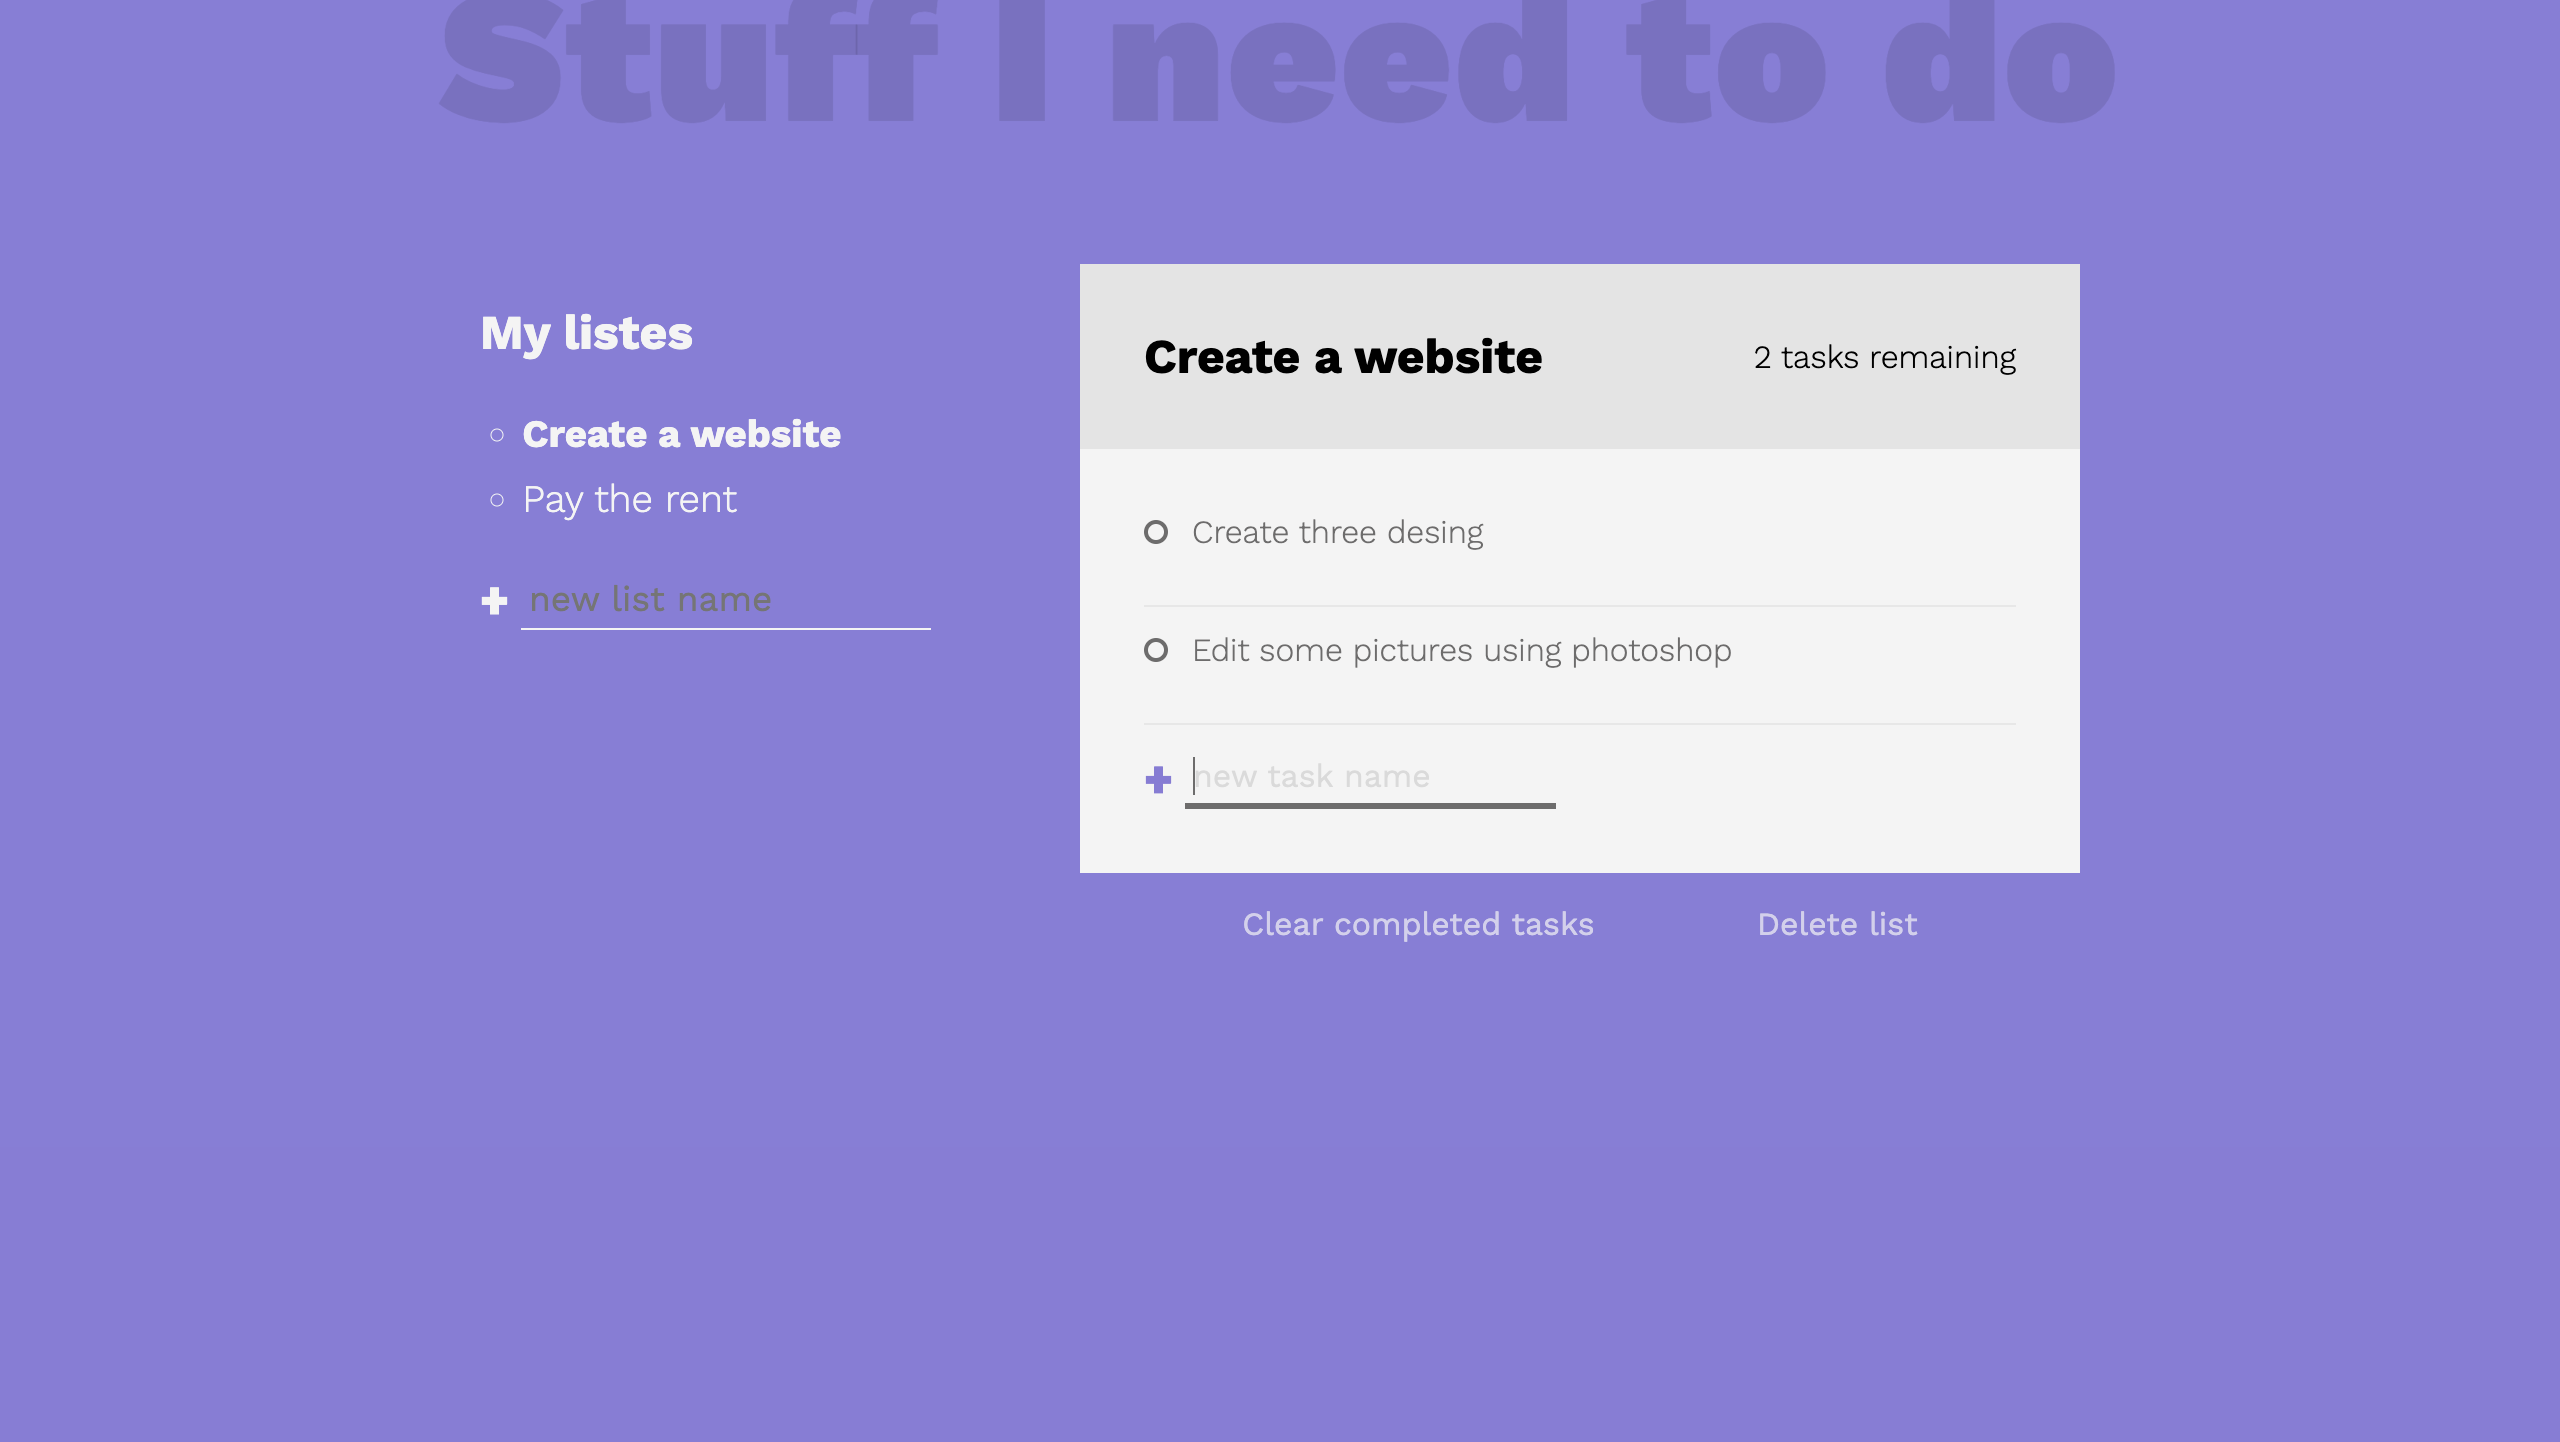 Stuff I need to do
My listes
Create a website
Pay the rent
new list name
Create a website
2 tasks remaining
Create three desing
Edit some pictures using photoshop
new task name
Clear completed tasks
Delete list